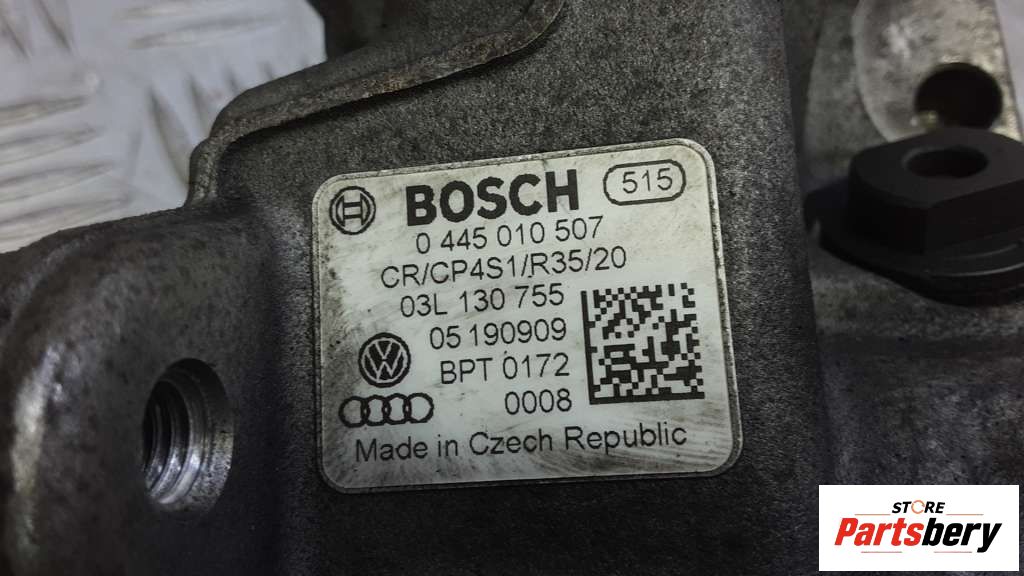 BOSCH 515
0 445 010 507
CR/CP4S1/R35/20
03L 130 755
05 190909
BPT 0172
0008
Made in Czech Republic
STORE
Partsbery